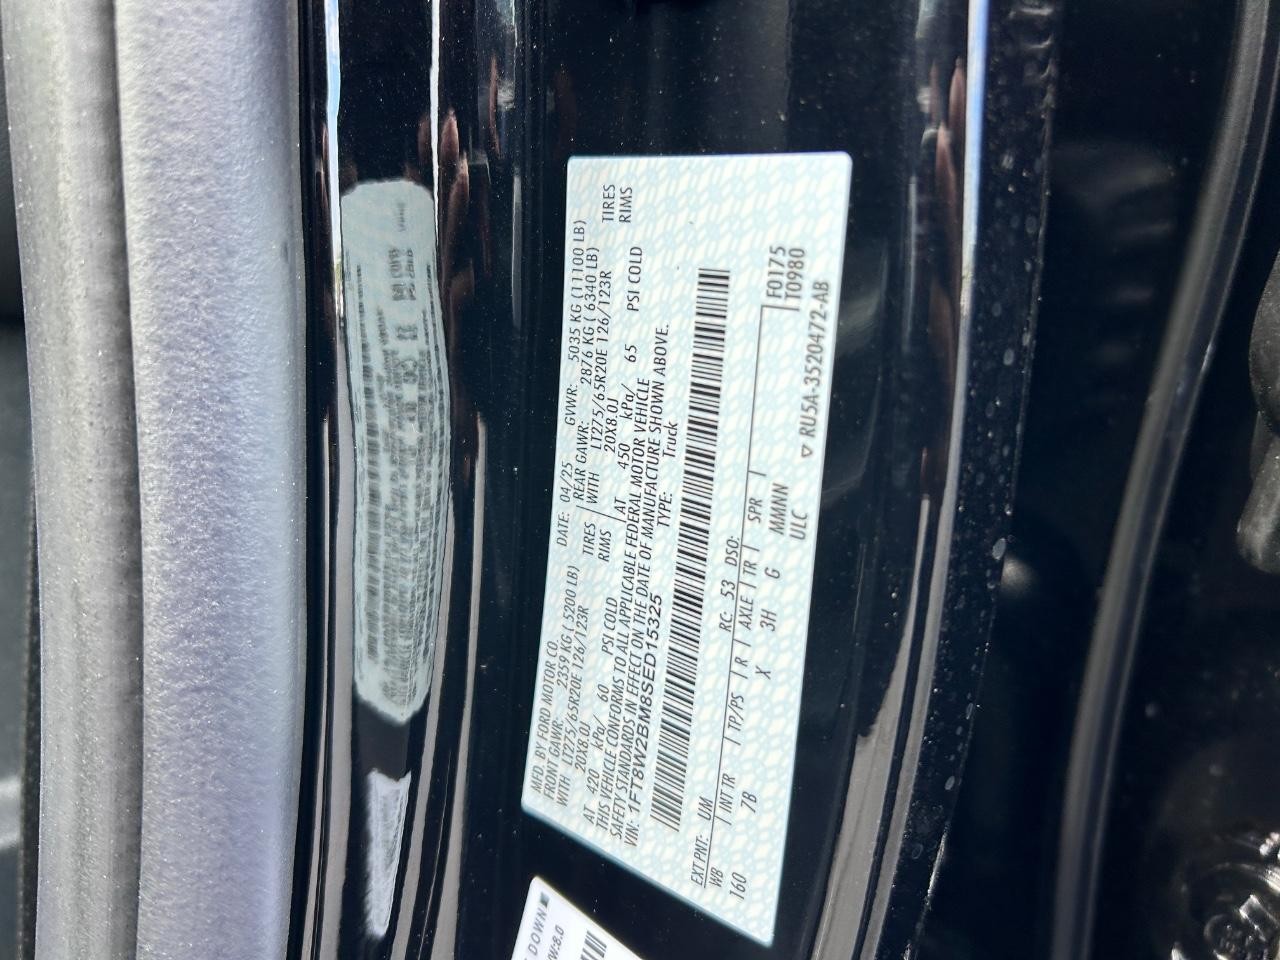 MFD. BY FORD MOTOR CO.
DATE: 04/25 GVWR: 5035 KG (11100 LB)
FRONT GAWR: 2359 KG ( 5200 LB) REAR GAWR: 2876 KG ( 6340 LB)
WITH LT275/65R20E 126/123R TIRES WITH LT275/65R20E 126/123R TIRES
20X8.0J RIMS 20X8.0J RIMS
AT 420 kPa/ 60 PSI COLD AT 450 kPa/ 65 PSI COLD
THIS VEHICLE CONFORMS TO ALL APPLICABLE FEDERAL MOTOR VEHICLE
SAFETY STANDARDS IN EFFECT ON THE DATE OF MANUFACTURE SHOWN ABOVE.
VIN: 1FT8W2BM8SED15325 TYPE: Truck
EXT PNT: UM RC: 53 DSO: F0175
WB INT TR TP/PS R AXLE TR SPR T0980
160 7B X 3H G MMNN
ULC ▽ RU5A-3520472-AB
DOWN
W:8.0